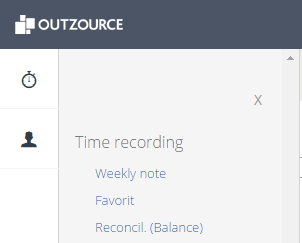 OUTZOURCE
X
Time recording
Weekly note
Favorit
Reconcil. (Balance)